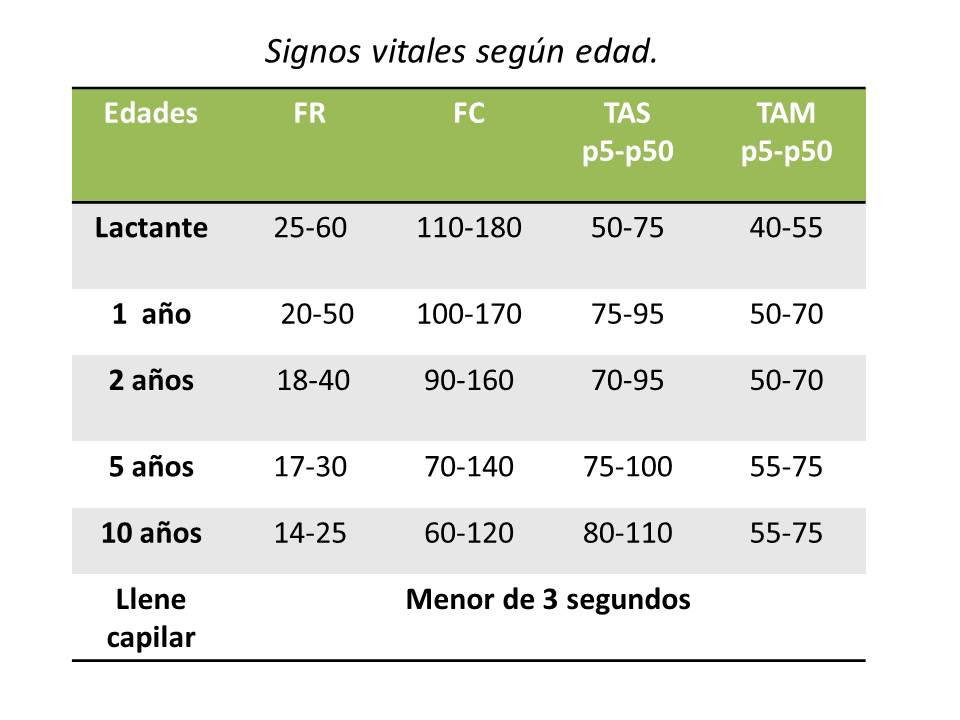 Signos vitales según edad.
Edades FR FC TAS TAM
p5-p50 p5-p50
Lactante 25-60 110-180 50-75 40-55
1 año 20-50 100-170 75-95 50-70
2 años 18-40 90-160 70-95 50-70
5 años 17-30 70-140 75-100 55-75
10 años 14-25 60-120 80-110 55-75
Llene Menor de 3 segundos
capilar